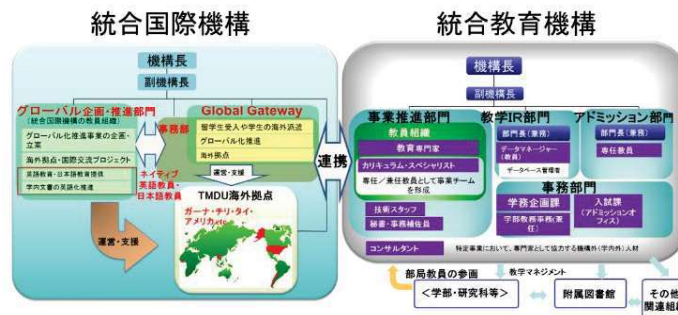 統合国際機構
機構長
副機構長
グローバル企画・推進部門
(統合国際機構の教員組織)
グローバル化推進事業の企画・
立案
海外拠点・国際交流プロジェクト
英語教育・日本語教育提供
学内文書の英語化推進
事務部
Global Gateway
留学生受入や学生の海外派遣
グローバル化推進
海外拠点
ネイティブ
英語教員・
日本語教員
運営・支援
運営・支援
TMDU海外拠点
ガーナ・チリ・タイ・
アメリカ,etc
連携
統合教育機構
機構長
副機構長
事業推進部門
教員組織
教育専門家
カリキュラム・スペシャリスト
専任/兼任教員として事業チーム
を形成
技術スタッフ
秘書・事務補佐員
コンサルタント
特定事業において、専門家として協力する機構外(学内外)人材
教学IR部門
部門長(兼務)
データマネージャー
(教員)
データベース管理者
アドミッション部門
部門長(兼務)
専任教員
事務部門
学務企画課
学部教務事務(兼
任)
入試課
(アドミッションオ
フィス)
部局教員の参画
教学マネジメント
<学部・研究科等>
附属図書館
その他
関連組織